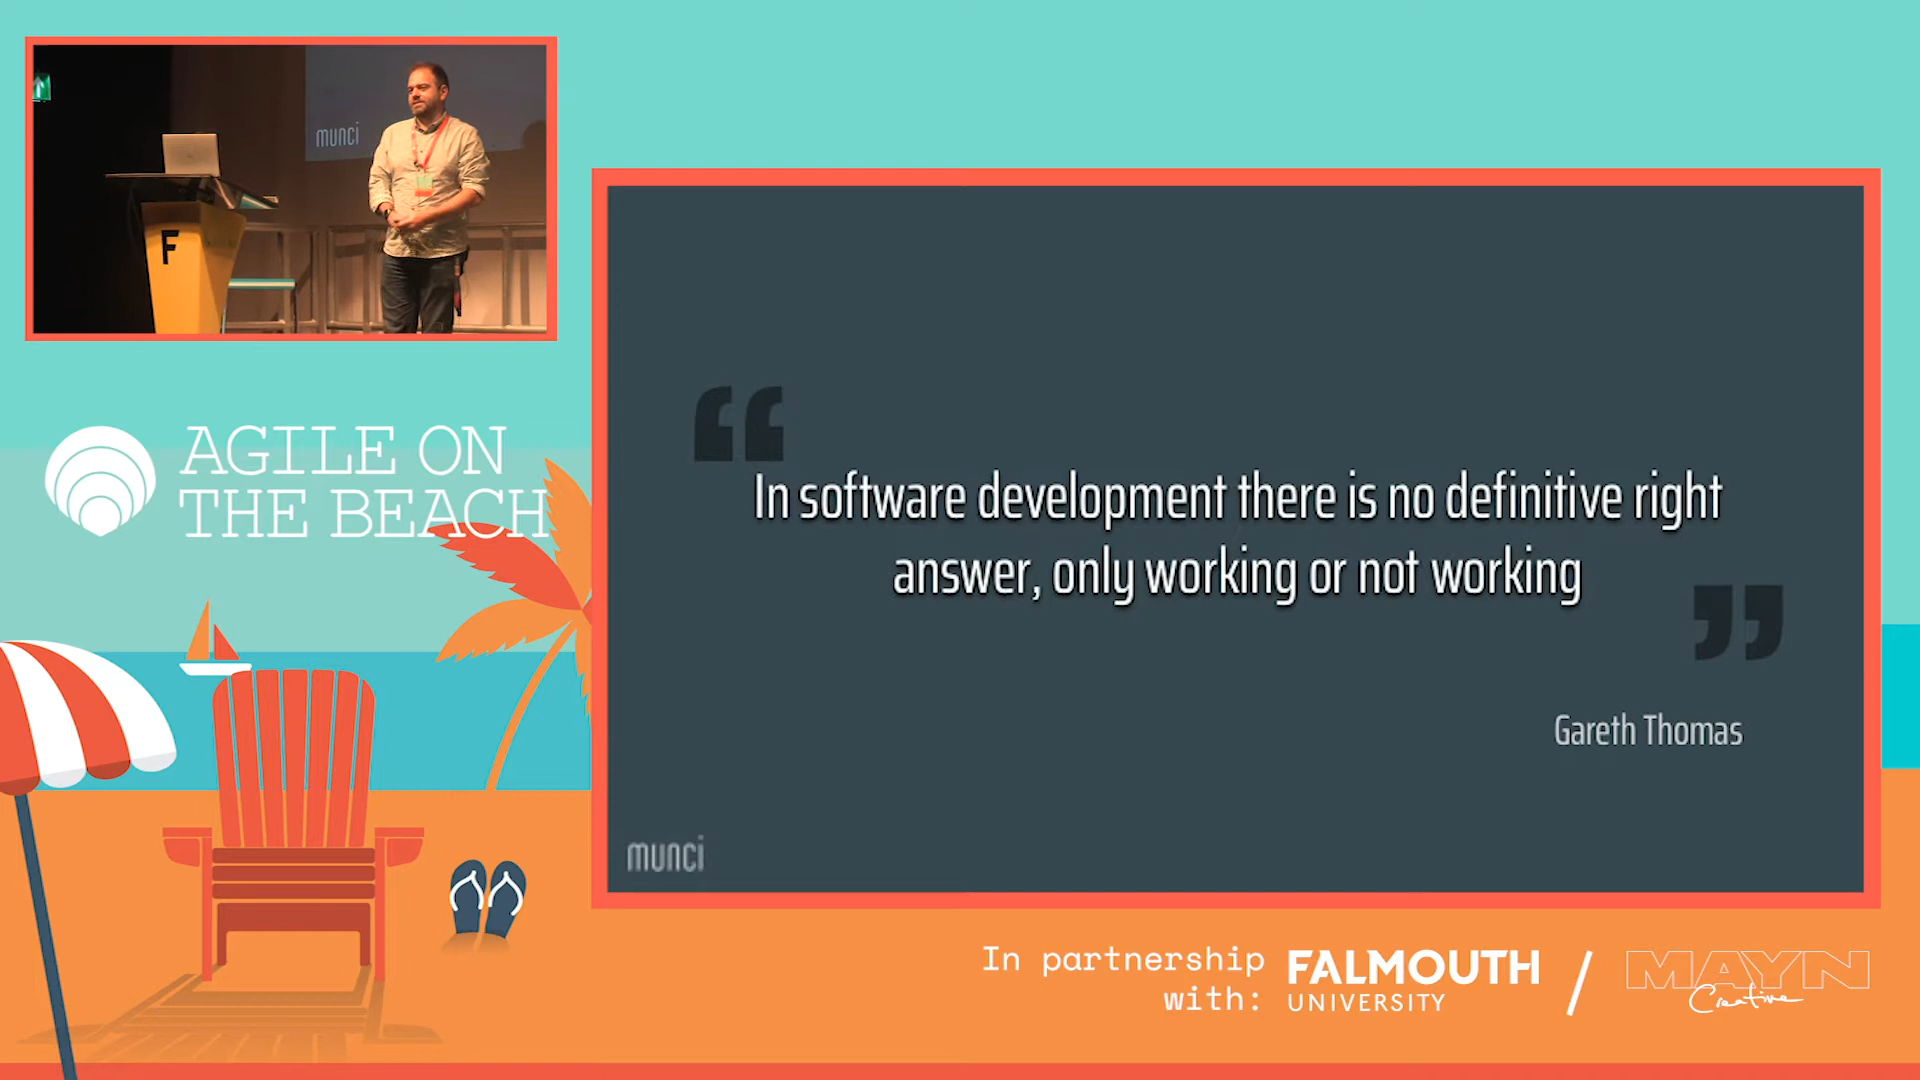 munci
F
AGILE ON
THE BEACH
“
In software development there is no definitive right
answer, only working or not working
”
Gareth Thomas
munci
In partnership
with:
FALMOUTH
UNIVERSITY
/
MAYN
Creative